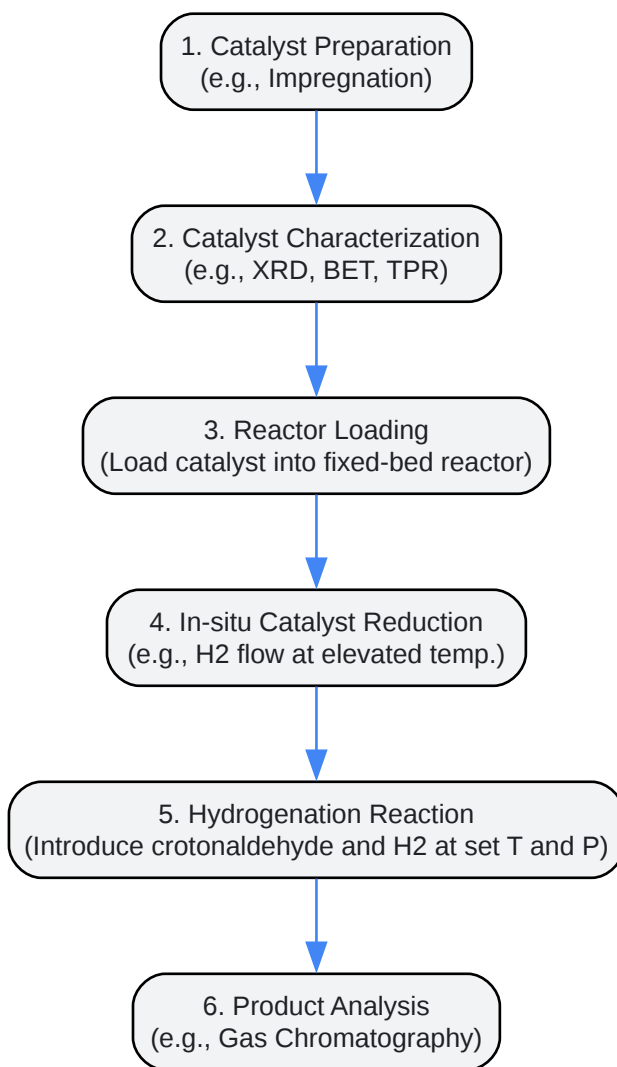 1. Catalyst Preparation
(e.g., Impregnation)
2. Catalyst Characterization
(e.g., XRD, BET, TPR)
3. Reactor Loading
(Load catalyst into fixed-bed reactor)
4. In-situ Catalyst Reduction
(e.g., H2 flow at elevated temp.)
5. Hydrogenation Reaction
(Introduce crotonaldehyde and H2 at set T and P)
6. Product Analysis
(e.g., Gas Chromatography)